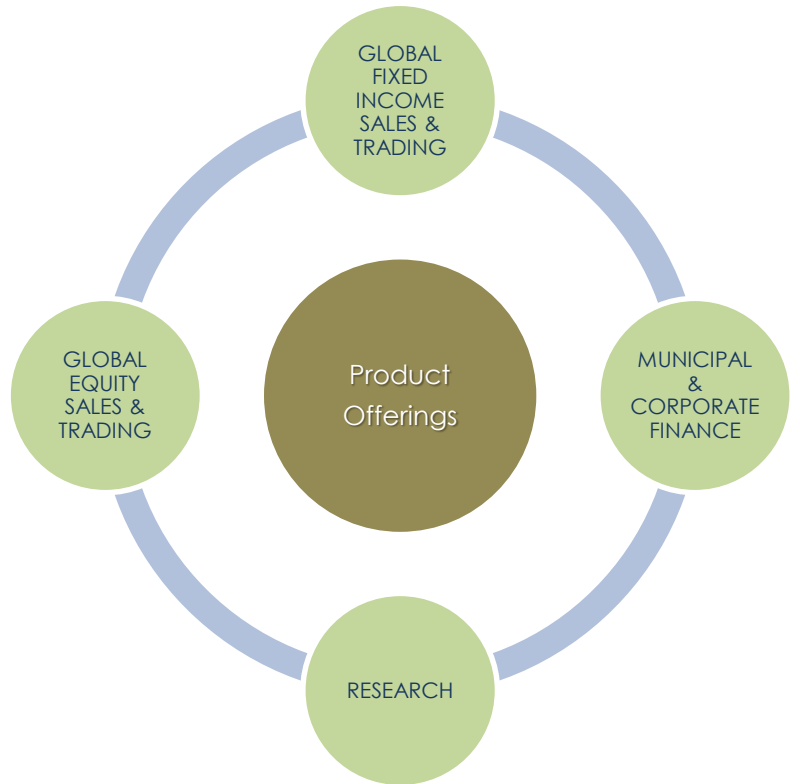 GLOBAL
FIXED
INCOME
SALES &
TRADING
GLOBAL
EQUITY
SALES &
TRADING
Product
Offerings
MUNICIPAL
&
CORPORATE
FINANCE
RESEARCH